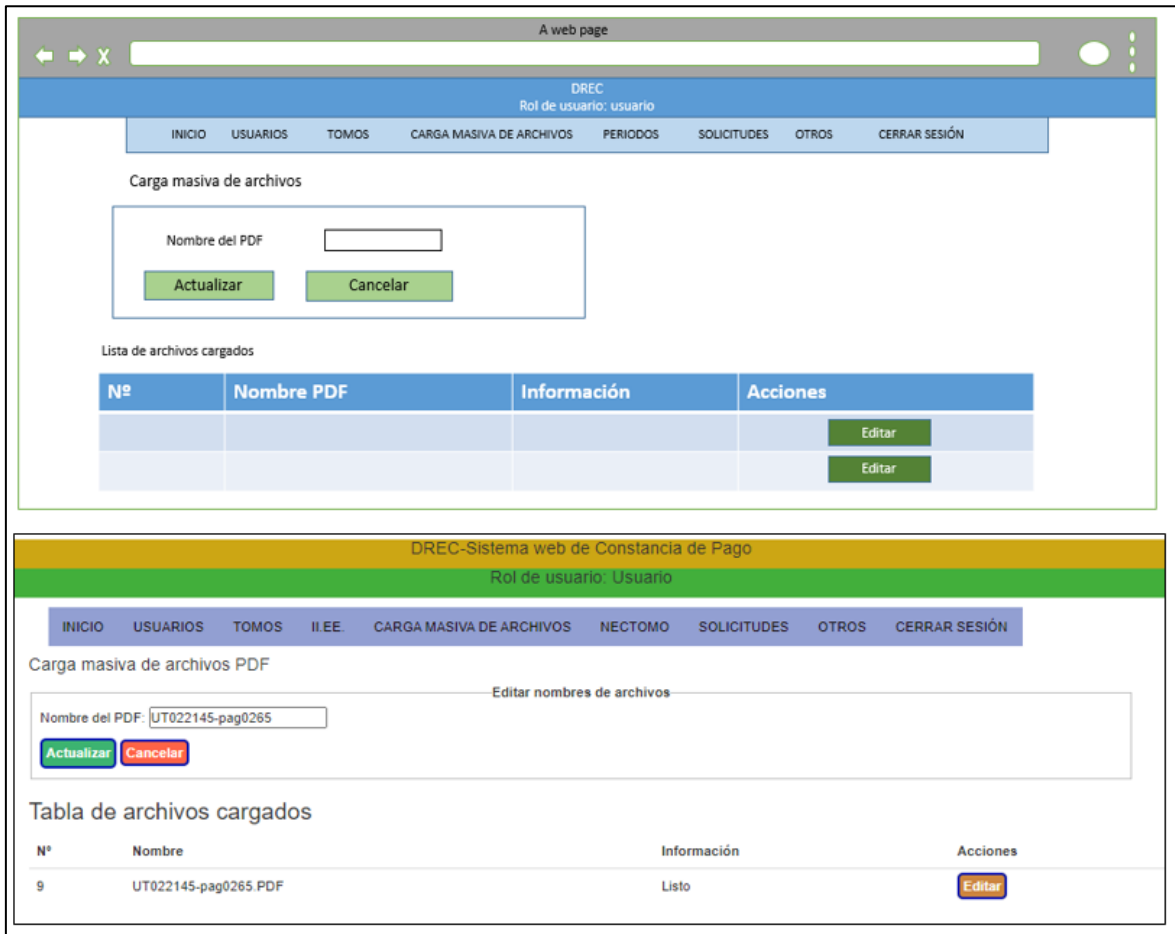 A web page
X
DREC
Rol de usuario: usuario
INICIO USUARIOS TOMOS CARGA MASIVA DE ARCHIVOS PERIODOS SOLICITUDES OTROS CERRAR SESIÓN
Carga masiva de archivos
Nombre del PDF
Actualizar Cancelar
Lista de archivos cargados
Nº Nombre PDF Información Acciones
Editar
Editar
DREC-Sistema web de Constancia de Pago
Rol de usuario: Usuario
INICIO USUARIOS TOMOS II.EE. CARGA MASIVA DE ARCHIVOS NECTOMO SOLICITUDES OTROS CERRAR SESIÓN
Carga masiva de archivos PDF
Editar nombres de archivos
Nombre del PDF: UT022145-pag0265
Actualizar Cancelar
Tabla de archivos cargados
Nº Nombre Información Acciones
9 UT022145-pag0265.PDF Listo Editar